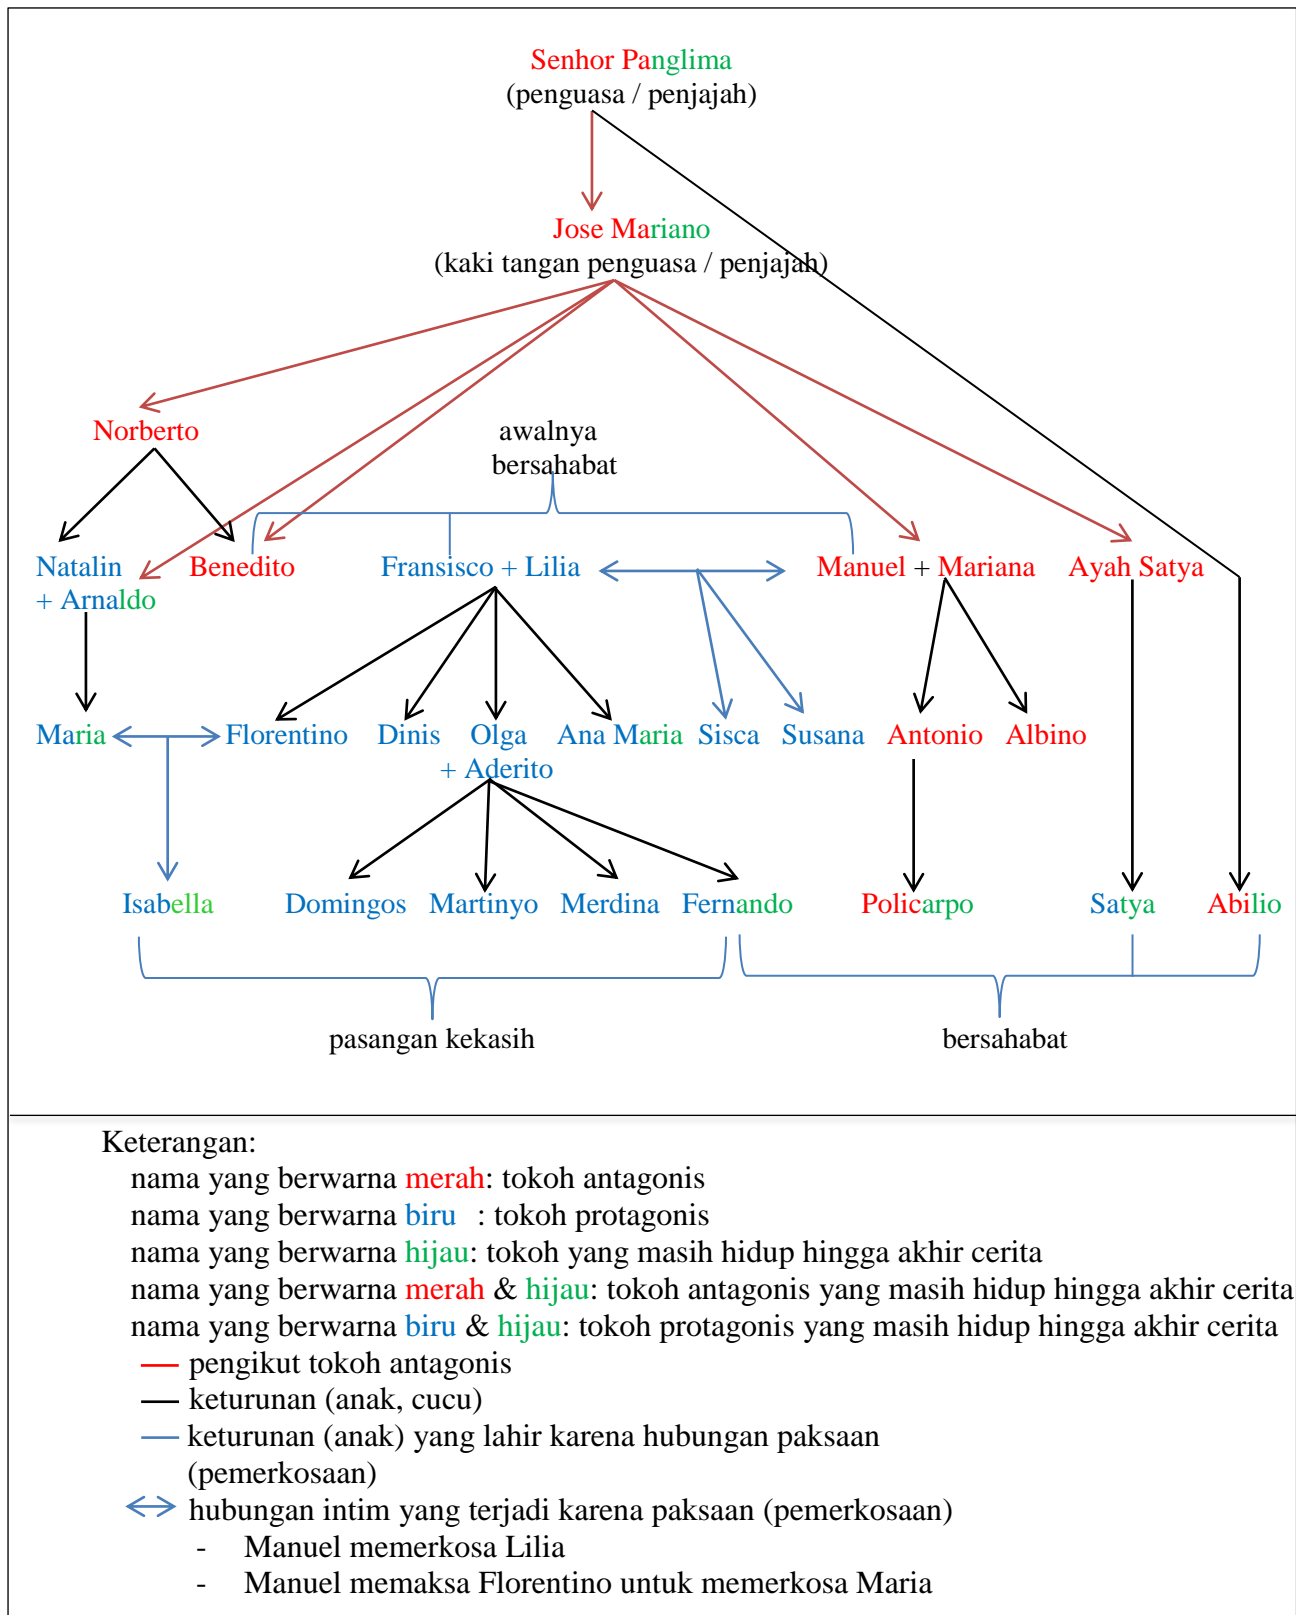 Senhor Panglima
(penguasa / penjajah)
Jose Mariano
(kaki tangan penguasa / penjajah)
Norberto
awalnya
bersahabat
Natalin
+ Arnaldo
Benedito
Fransisco + Lilia
Manuel + Mariana
Ayah Satya
Maria
Florentino
Dinis
Olga
+ Aderito
Ana Maria
Sisca
Susana
Antonio
Albino
Isabella
Domingos
Martinyo
Merdina
Fernando
Policarpo
Satya
Abilio
pasangan kekasih
bersahabat
Keterangan:
nama yang berwarna merah: tokoh antagonis
nama yang berwarna biru : tokoh protagonis
nama yang berwarna hijau: tokoh yang masih hidup hingga akhir cerita
nama yang berwarna merah & hijau: tokoh antagonis yang masih hidup hingga akhir cerita
nama yang berwarna biru & hijau: tokoh protagonis yang masih hidup hingga akhir cerita
pengikut tokoh antagonis
keturunan (anak, cucu)
keturunan (anak) yang lahir karena hubungan paksaan
(pemerkosaan)
hubungan intim yang terjadi karena paksaan (pemerkosaan)
- Manuel memerkosa Lilia
- Manuel memaksa Florentino untuk memerkosa Maria